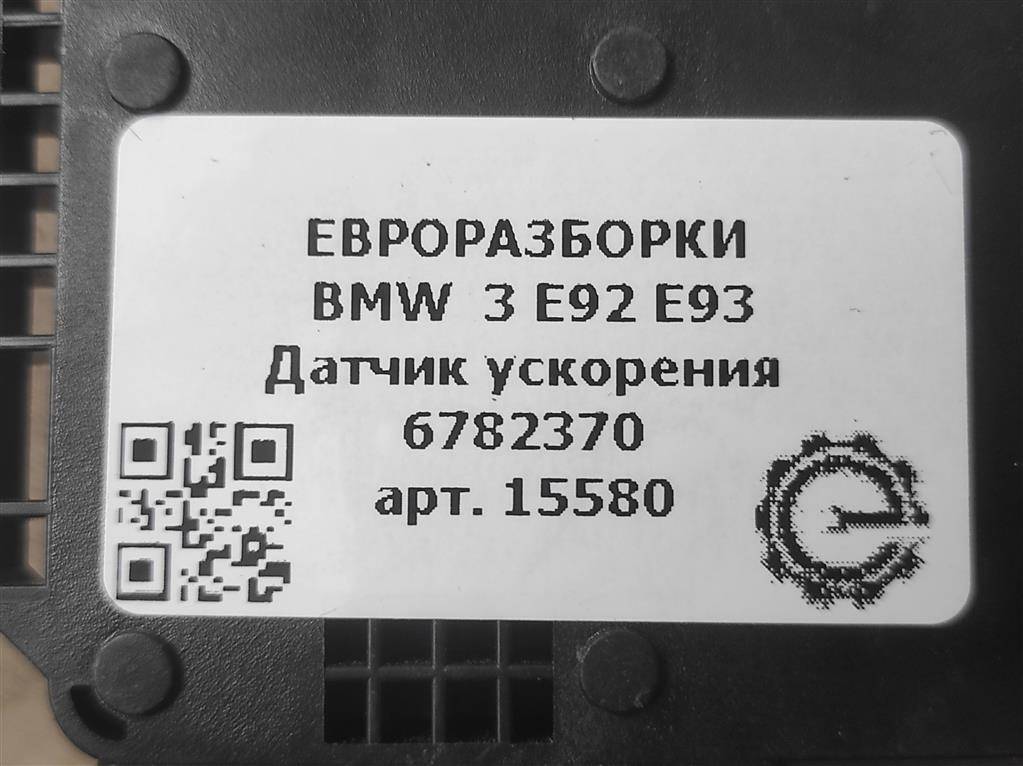 ЕВРОРАЗБОРКИ
BMW 3 E92 E93
Датчик ускорения
6782370
арт. 15580